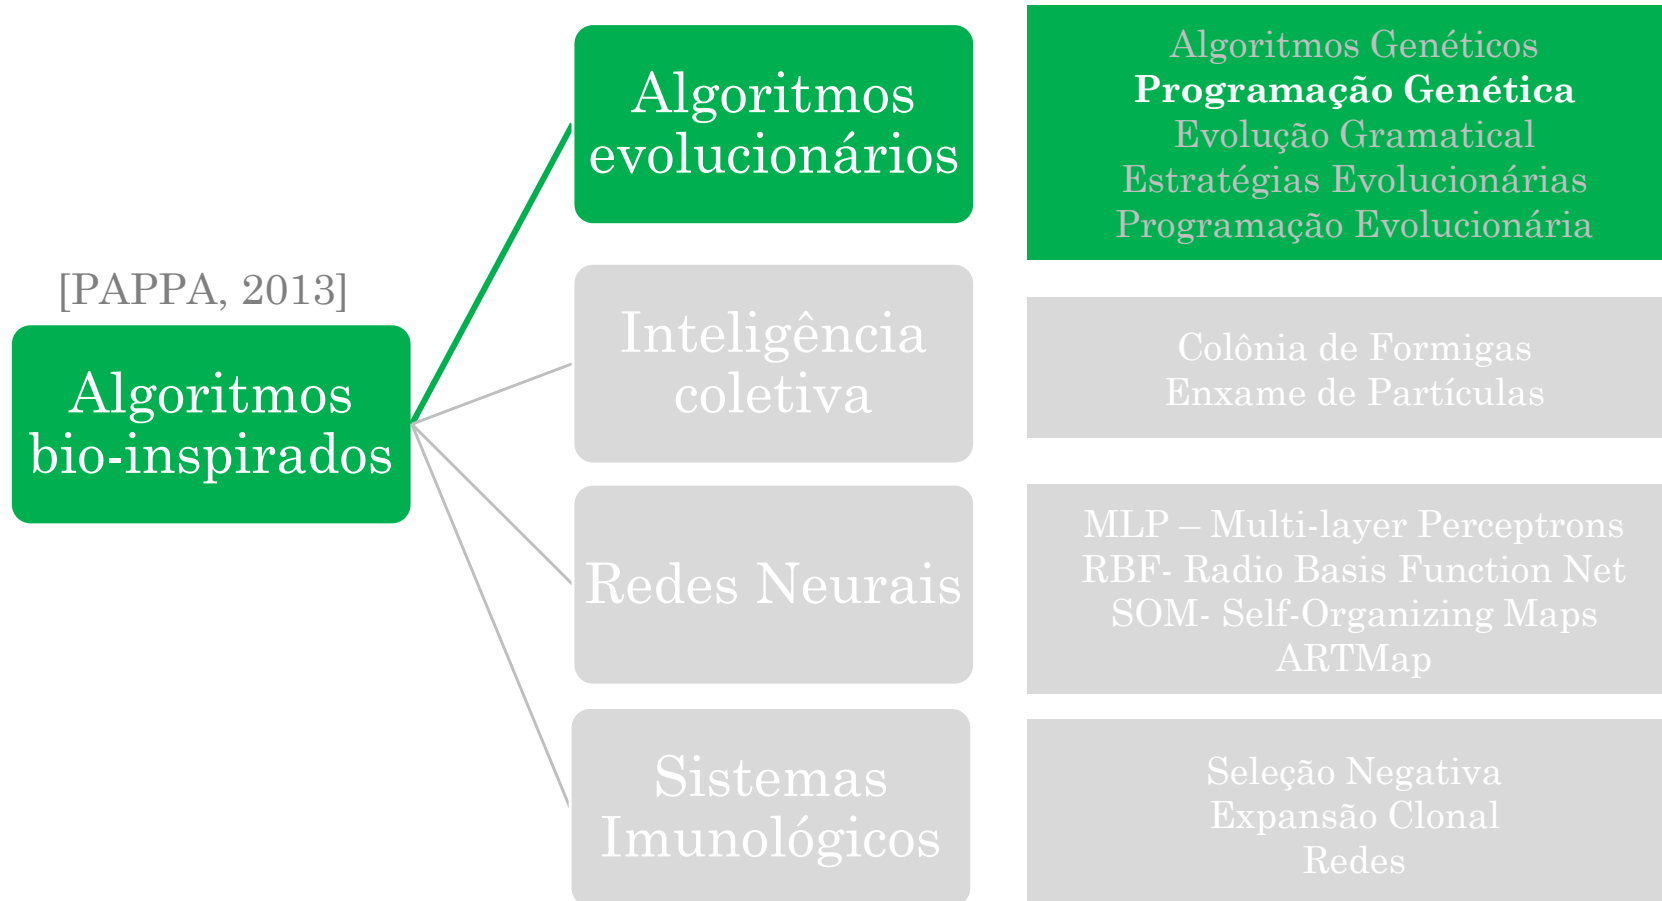 [PAPPA, 2013]
Algoritmos
bio-inspirados
Algoritmos
evolucionários
Algoritmos Genéticos
Programação Genética
Evolução Gramatical
Estratégias Evolucionárias
Programação Evolucionária
Inteligência
coletiva
Colônia de Formigas
Enxame de Partículas
Redes Neurais
MLP – Multi-layer Perceptrons
RBF- Radio Basis Function Net
SOM- Self-Organizing Maps
ARTMap
Sistemas
Imunológicos
Seleção Negativa
Expansão Clonal
Redes